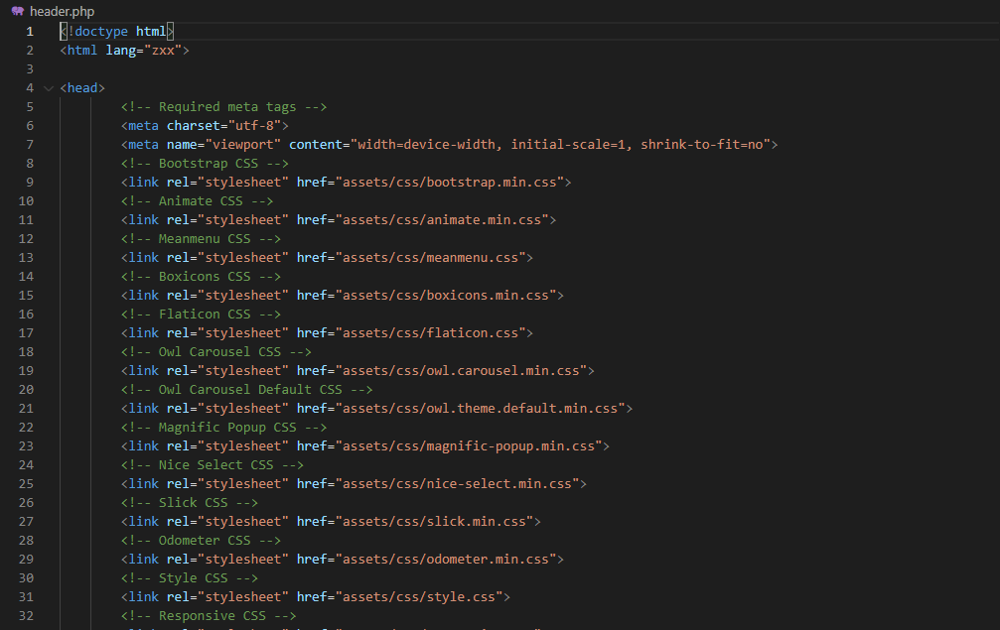 header.php
1 <!doctype html>
2 <html lang="zxx">
3
4 <head>
5 <!-- Required meta tags -->
6 <meta charset="utf-8">
7 <meta name="viewport" content="width=device-width, initial-scale=1, shrink-to-fit=no">
8 <!-- Bootstrap CSS -->
9 <link rel="stylesheet" href="assets/css/bootstrap.min.css">
10 <!-- Animate CSS -->
11 <link rel="stylesheet" href="assets/css/animate.min.css">
12 <!-- Meanmenu CSS -->
13 <link rel="stylesheet" href="assets/css/meanmenu.css">
14 <!-- Boxicons CSS -->
15 <link rel="stylesheet" href="assets/css/boxicons.min.css">
16 <!-- Flaticon CSS -->
17 <link rel="stylesheet" href="assets/css/flaticon.css">
18 <!-- Owl Carousel CSS -->
19 <link rel="stylesheet" href="assets/css/owl.carousel.min.css">
20 <!-- Owl Carousel Default CSS -->
21 <link rel="stylesheet" href="assets/css/owl.theme.default.min.css">
22 <!-- Magnific Popup CSS -->
23 <link rel="stylesheet" href="assets/css/magnific-popup.min.css">
24 <!-- Nice Select CSS -->
25 <link rel="stylesheet" href="assets/css/nice-select.min.css">
26 <!-- Slick CSS -->
27 <link rel="stylesheet" href="assets/css/slick.min.css">
28 <!-- Odometer CSS -->
29 <link rel="stylesheet" href="assets/css/odometer.min.css">
30 <!-- Style CSS -->
31 <link rel="stylesheet" href="assets/css/style.css">
32 <!-- Responsive CSS -->